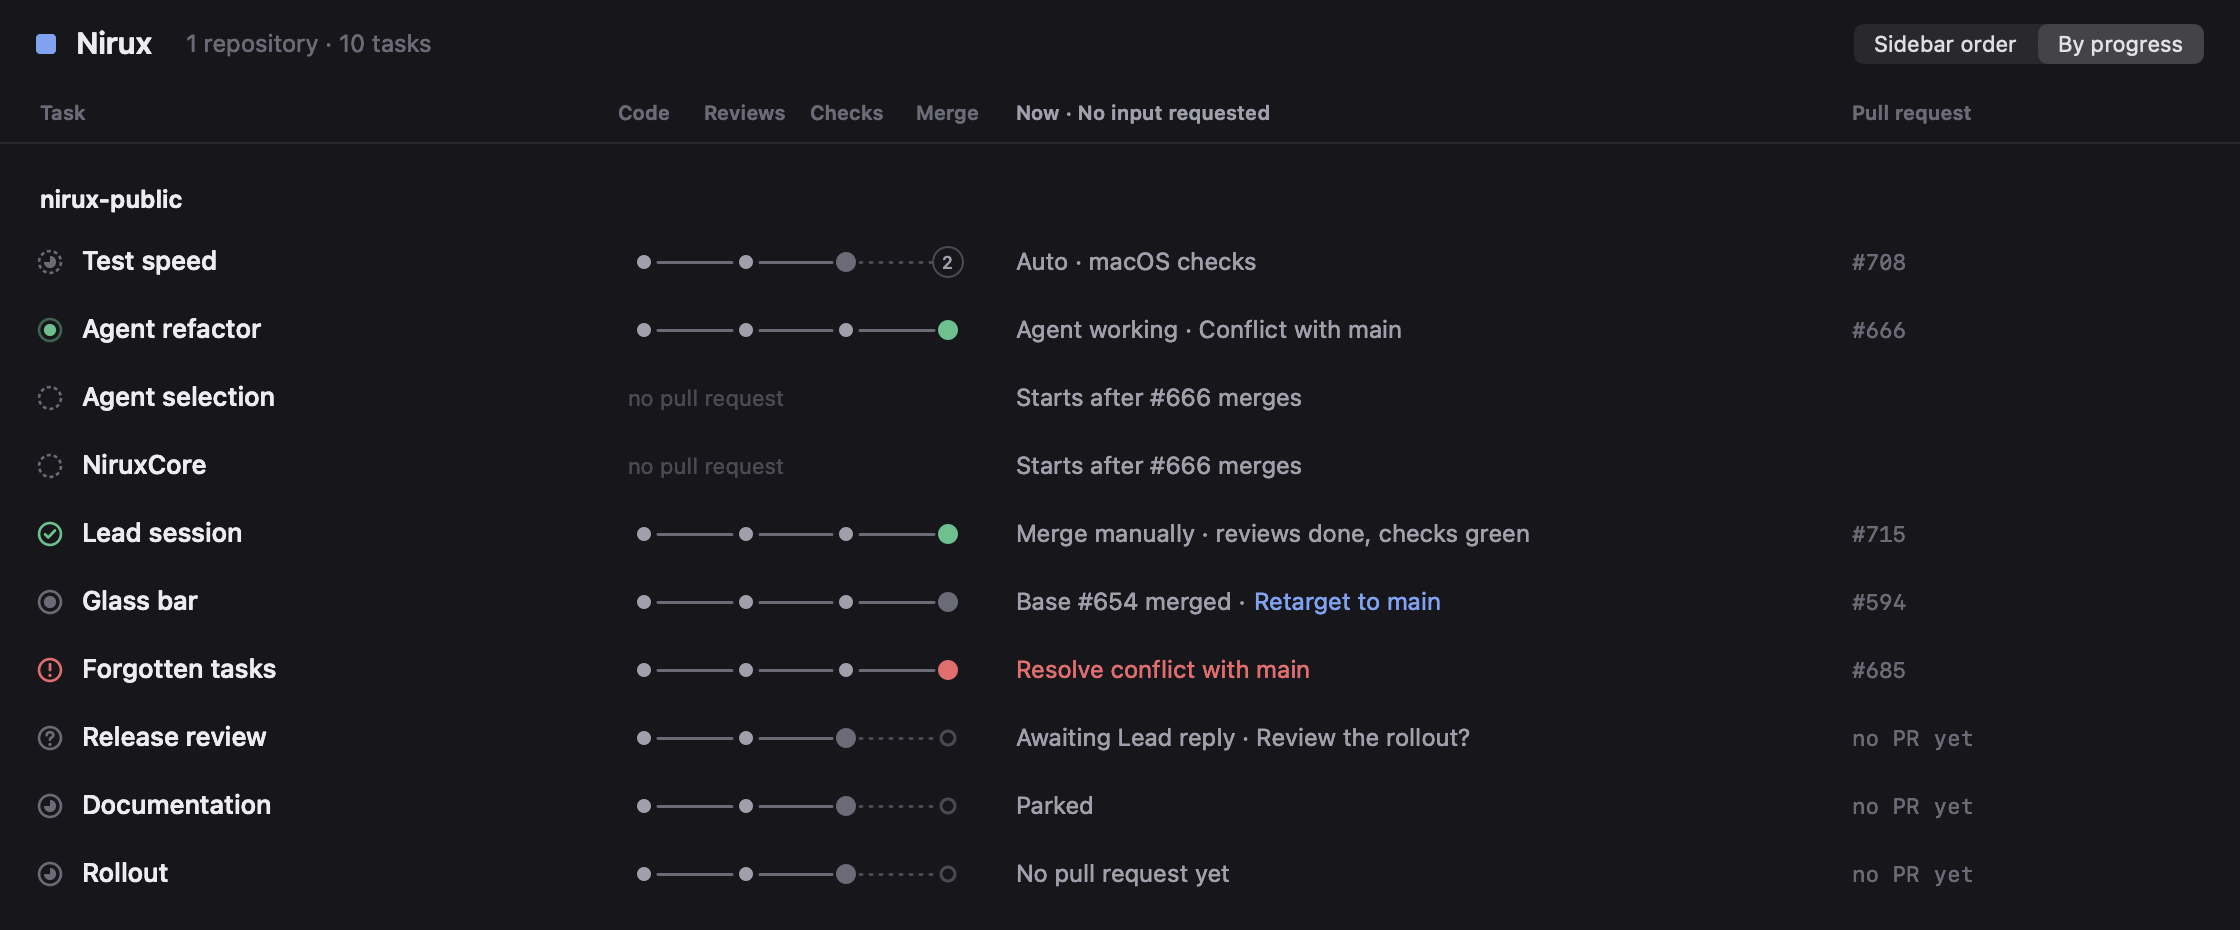 Nirux 1 repository · 10 tasks Sidebar order By progress
Task Code Reviews Checks Merge Now · No input requested Pull request
nirux-public
Test speed 2 Auto · macOS checks #708
Agent refactor Agent working · Conflict with main #666
Agent selection no pull request Starts after #666 merges
NiruxCore no pull request Starts after #666 merges
Lead session Merge manually · reviews done, checks green #715
Glass bar Base #654 merged · Retarget to main #594
Forgotten tasks Resolve conflict with main #685
Release review Awaiting Lead reply · Review the rollout? no PR yet
Documentation Parked no PR yet
Rollout No pull request yet no PR yet